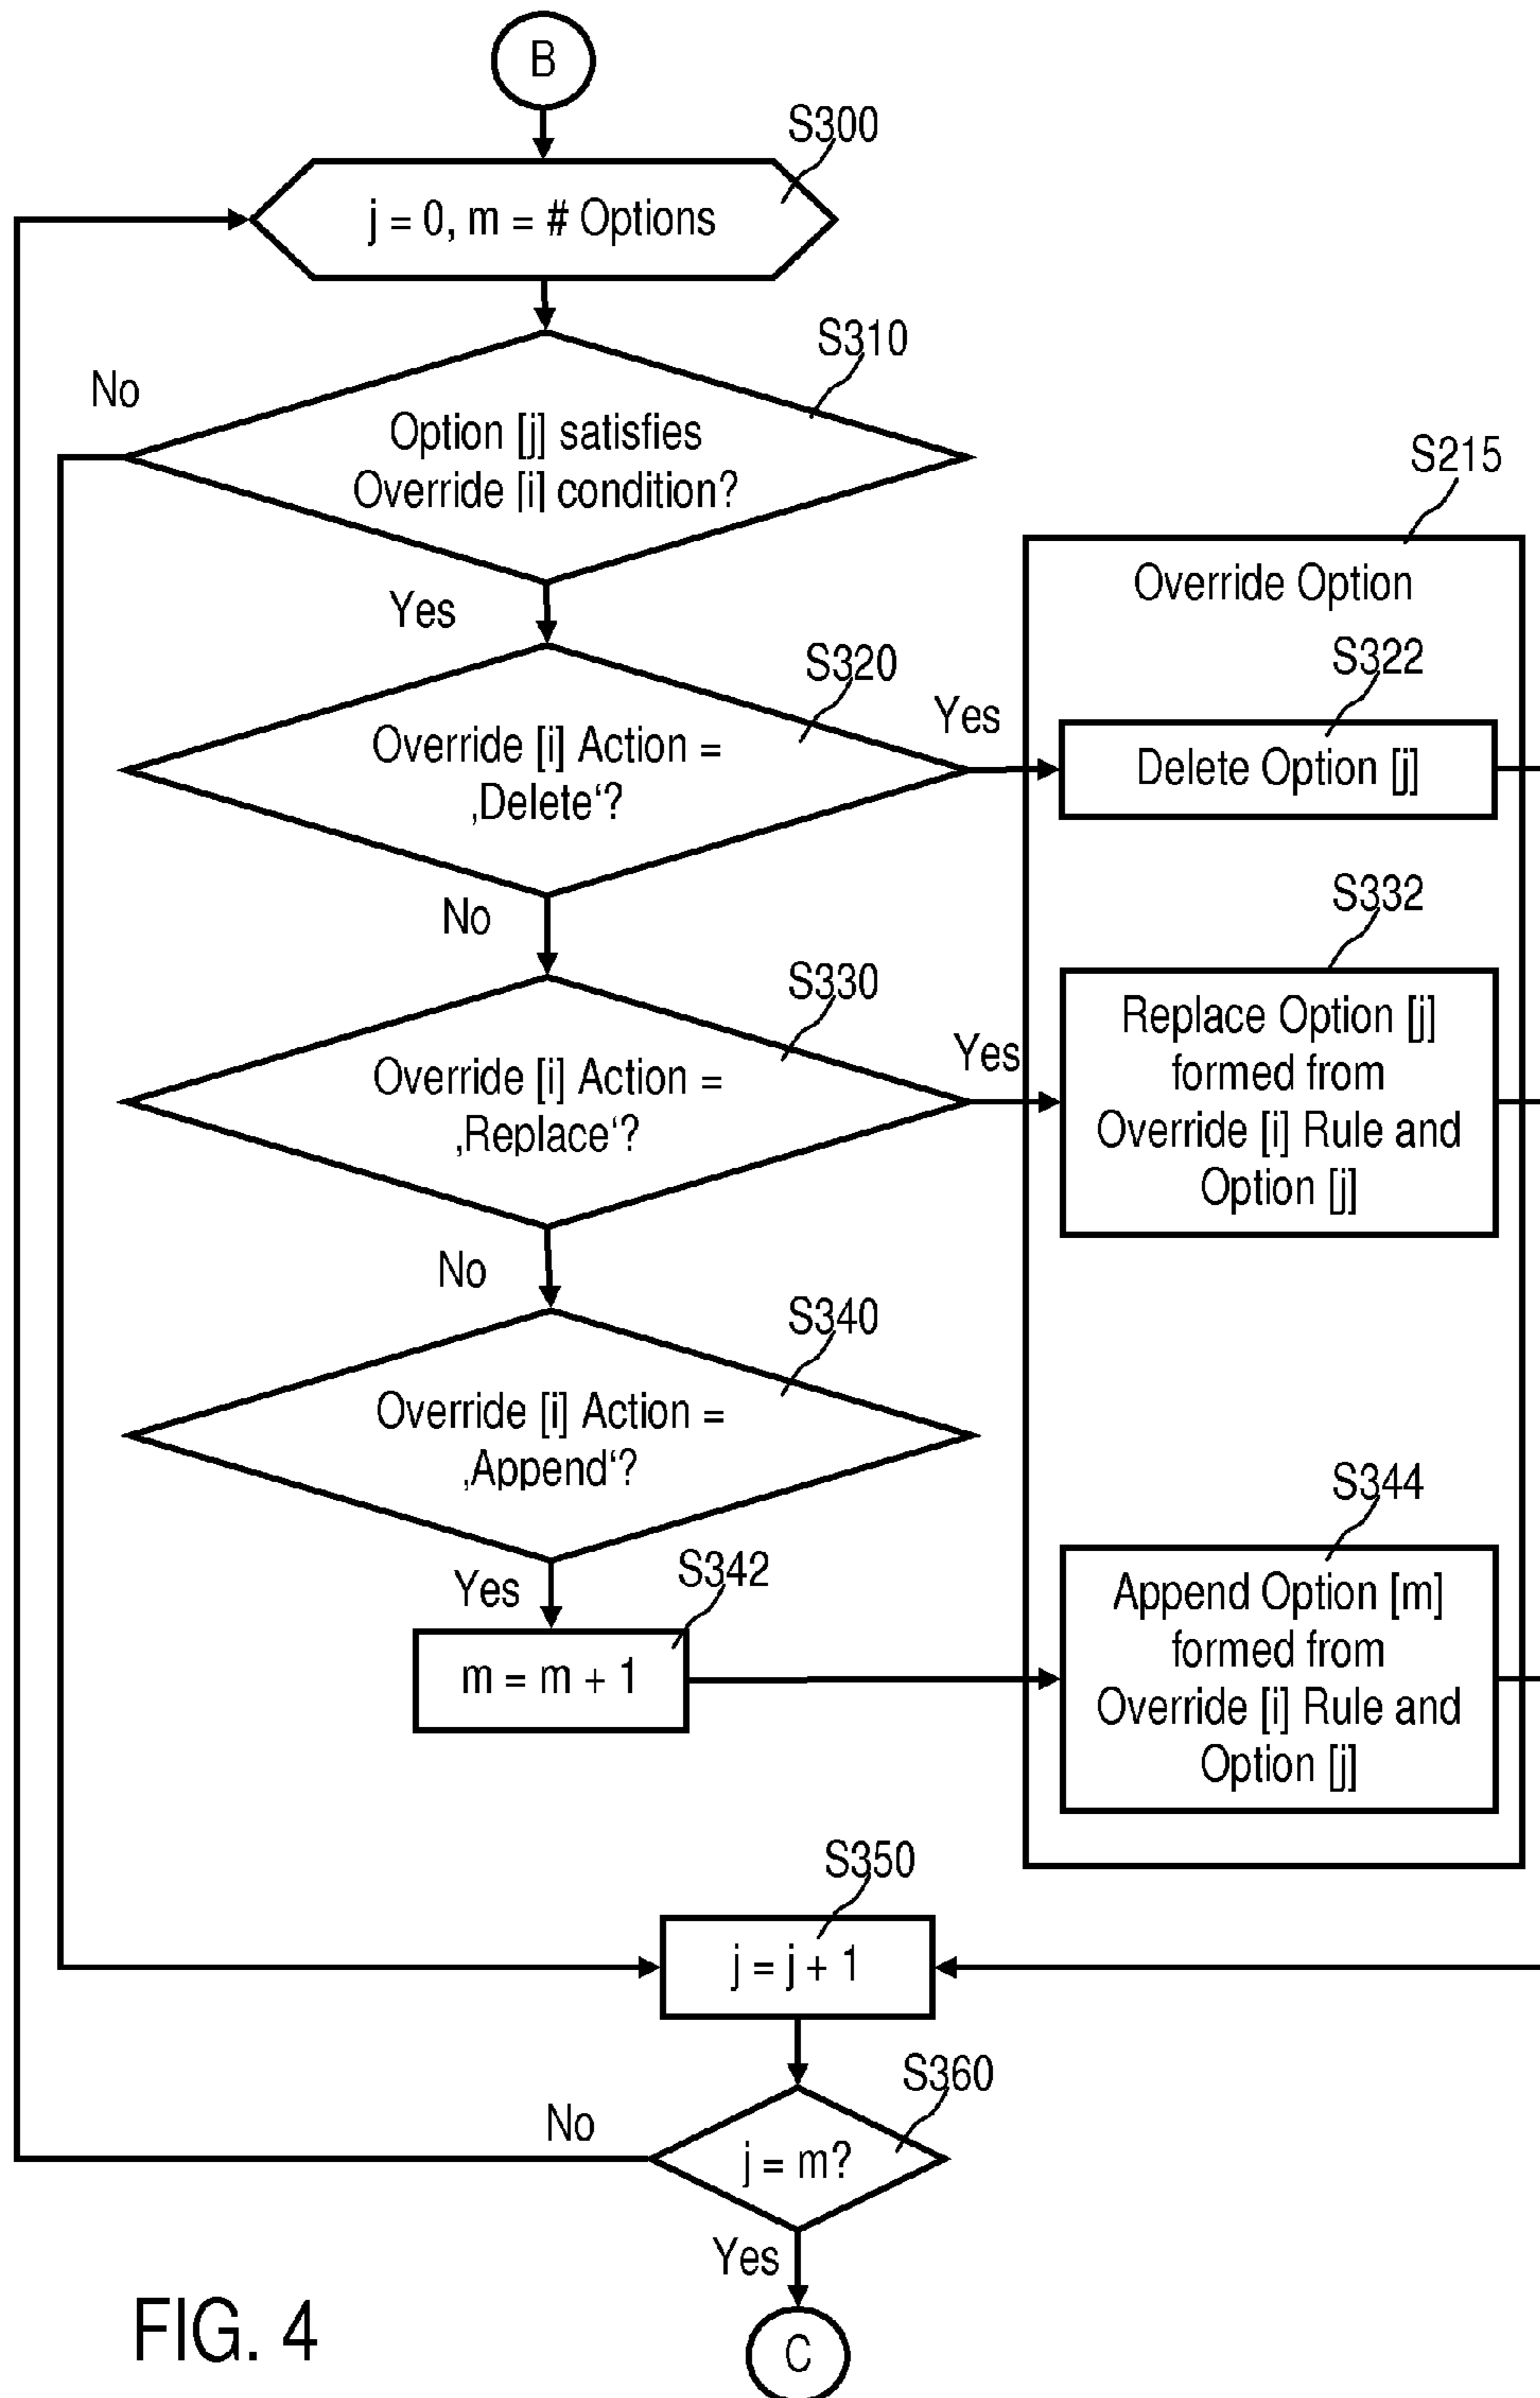 B
S300
j = 0, m = # Options
S310
No
Option [j] satisfies
Override [i] condition?
S215
Override Option
Yes
S320
S322
Yes
Override [i] Action =
‚Delete‘?
Delete Option [j]
No
S330
S332
Yes
Override [i] Action =
‚Replace‘?
Replace Option [j]
formed from
Override [i] Rule and
Option [j]
No
S340
Override [i] Action =
‚Append‘?
S344
Yes
S342
m = m + 1
Append Option [m]
formed from
Override [i] Rule and
Option [j]
S350
j = j + 1
S360
No
j = m?
Yes
C
FIG. 4